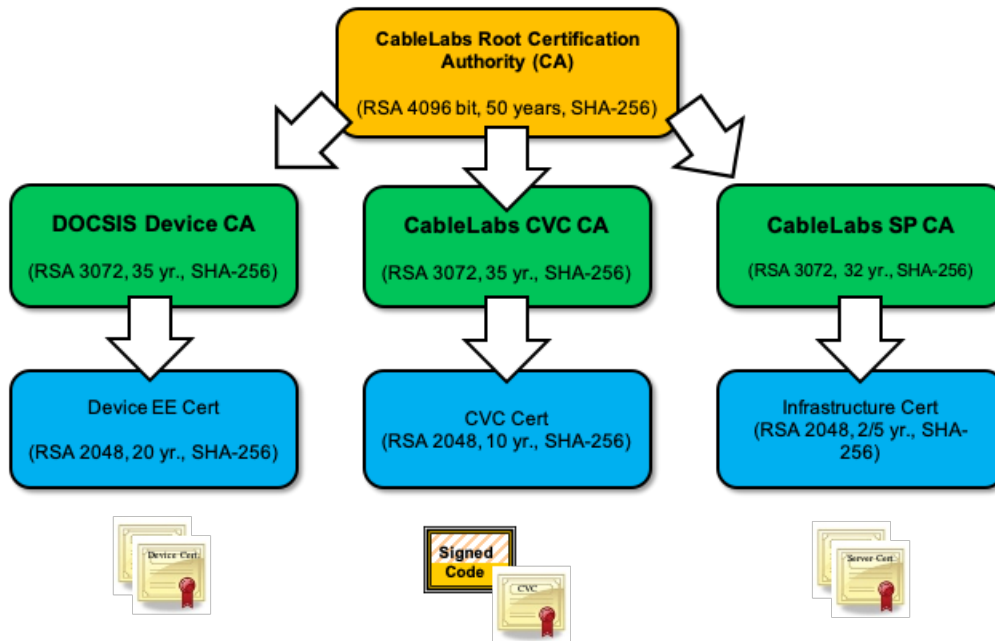 CableLabs Root Certification
Authority (CA)
(RSA 4096 bit, 50 years, SHA-256)
DOCSIS Device CA
(RSA 3072, 35 yr., SHA-256)
CableLabs CVC CA
(RSA 3072, 35 yr., SHA-256)
CableLabs SP CA
(RSA 3072, 32 yr., SHA-256)
Device EE Cert
(RSA 2048, 20 yr., SHA-256)
CVC Cert
(RSA 2048, 10 yr., SHA-256)
Infrastructure Cert
(RSA 2048, 2/5 yr., SHA-
256)
Device Cert
Signed
Code
CVC
Server Cert